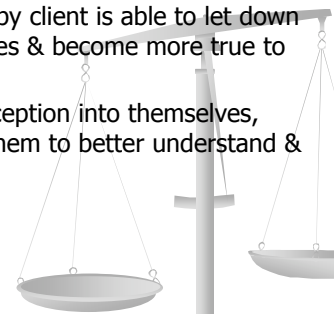 by client is able to let down
es & become more true to
ception into themselves,
hem to better understand &